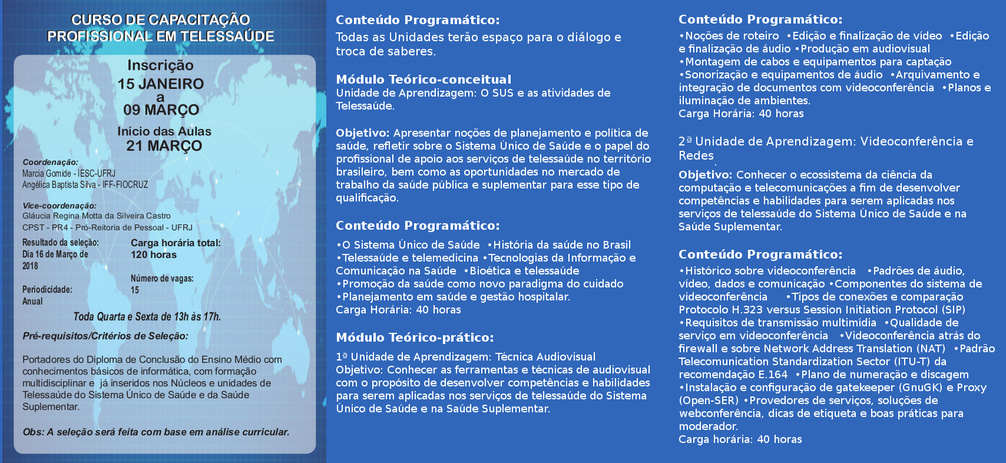 CURSO DE CAPACITAÇÃO
PROFISSIONAL EM TELESSAÚDE
Inscrição
15 JANEIRO
a
09 MARÇO
Início das Aulas
21 MARÇO
Coordenação:
Marcia Gomide - IESC-UFRJ
Angélica Baptista Silva - IFF-FIOCRUZ
Vice-coordenação:
Gláucia Regina Motta da Silveira Castro
CPST - PR4 - Pró-Reitoria de Pessoal - UFRJ
Resultado da seleção:
Dia 16 de Março de
2018
Periodicidade:
Anual
Carga horária total:
120 horas
Número de vagas:
15
Toda Quarta e Sexta de 13h às 17h.
Pré-requisitos/Critérios de Seleção:
Portadores do Diploma de Conclusão do Ensino Médio com
conhecimentos básicos de informática, com formação
multidisciplinar e já inseridos nos Núcleos e unidades de
Telessaúde do Sistema Único de Saúde e da Saúde
Suplementar.
Obs: A seleção será feita com base em análise curricular.
Conteúdo Programático:
Todas as Unidades terão espaço para o diálogo e
troca de saberes.
Módulo Teórico-conceitual
Unidade de Aprendizagem: O SUS e as atividades de
Telessaúde.
Objetivo: Apresentar noções de planejamento e política de
saúde, refletir sobre o Sistema Único de Saúde e o papel do
profissional de apoio aos serviços de telessaúde no território
brasileiro, bem como as oportunidades no mercado de
trabalho da saúde pública e suplementar para esse tipo de
qualificação.
Conteúdo Programático:
•O Sistema Único de Saúde •História da saúde no Brasil
•Telessaúde e telemedicina •Tecnologias da Informação e
Comunicação na Saúde •Bioética e telessaúde
•Promoção da saúde como novo paradigma do cuidado
•Planejamento em saúde e gestão hospitalar.
Carga Horária: 40 horas
Módulo Teórico-prático:
1ª Unidade de Aprendizagem: Técnica Audiovisual
Objetivo: Conhecer as ferramentas e técnicas de audiovisual
com o propósito de desenvolver competências e habilidades
para serem aplicadas nos serviços de telessaúde do Sistema
Único de Saúde e na Saúde Suplementar.
Conteúdo Programático:
•Noções de roteiro •Edição e finalização de vídeo •Edição
e finalização de áudio •Produção em audiovisual
•Montagem de cabos e equipamentos para captação
•Sonorização e equipamentos de áudio •Arquivamento e
integração de documentos com videoconferência •Planos e
iluminação de ambientes.
Carga Horária: 40 horas
2ª Unidade de Aprendizagem: Videoconferência e
Redes.
Objetivo: Conhecer o ecossistema da ciência da
computação e telecomunicações a fim de desenvolver
competências e habilidades para serem aplicadas nos
serviços de telessaúde do Sistema Único de Saúde e na
Saúde Suplementar.
Conteúdo Programático:
•Histórico sobre videoconferência •Padrões de áudio,
vídeo, dados e comunicação •Componentes do sistema de
videoconferência •Tipos de conexões e comparação
Protocolo H.323 versus Session Initiation Protocol (SIP)
•Requisitos de transmissão multimídia •Qualidade de
serviço em videoconferência •Videoconferência atrás do
firewall e sobre Network Address Translation (NAT) •Padrão
Telecommunication Standardization Sector (ITU-T) da
recomendação E.164 •Plano de numeração e discagem
•Instalação e configuração de gatekeeper (GnuGK) e Proxy
(Open-SER) •Provedores de serviços, soluções de
webconferência, dicas de etiqueta e boas práticas para
moderador.
Carga horária: 40 horas